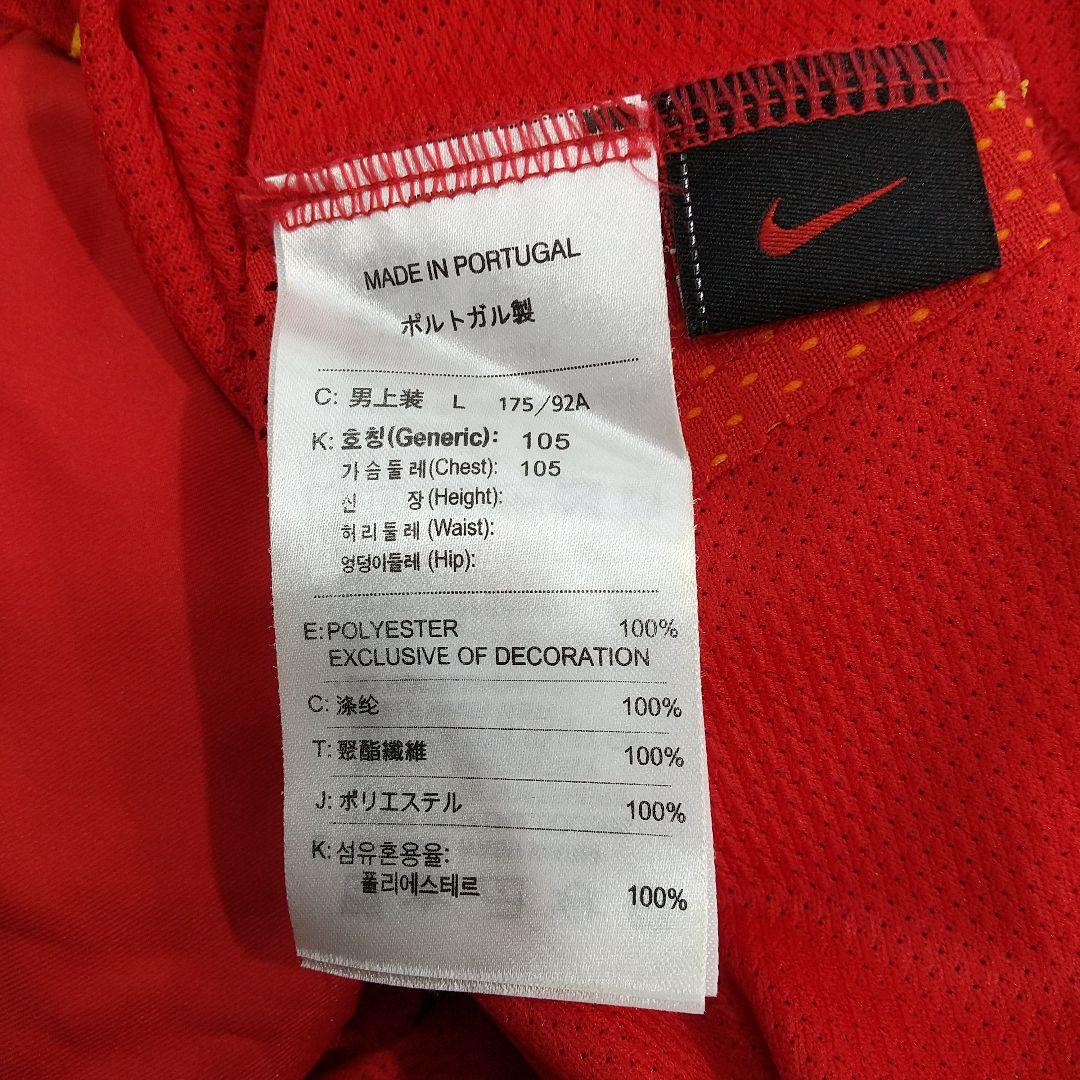 MADE IN PORTUGAL
ポルトガル製
C: 男上装 L 175/92A
K: 호칭(Generic): 105
가슴둘레(Chest): 105
신 장(Height):
허리둘레(Waist):
엉덩이둘레(Hip):
E: POLYESTER 100%
EXCLUSIVE OF DECORATION
C: 涤纶 100%
T: 聚酯纖維 100%
J: ポリエステル 100%
K: 섬유혼용율:
폴리에스테르 100%